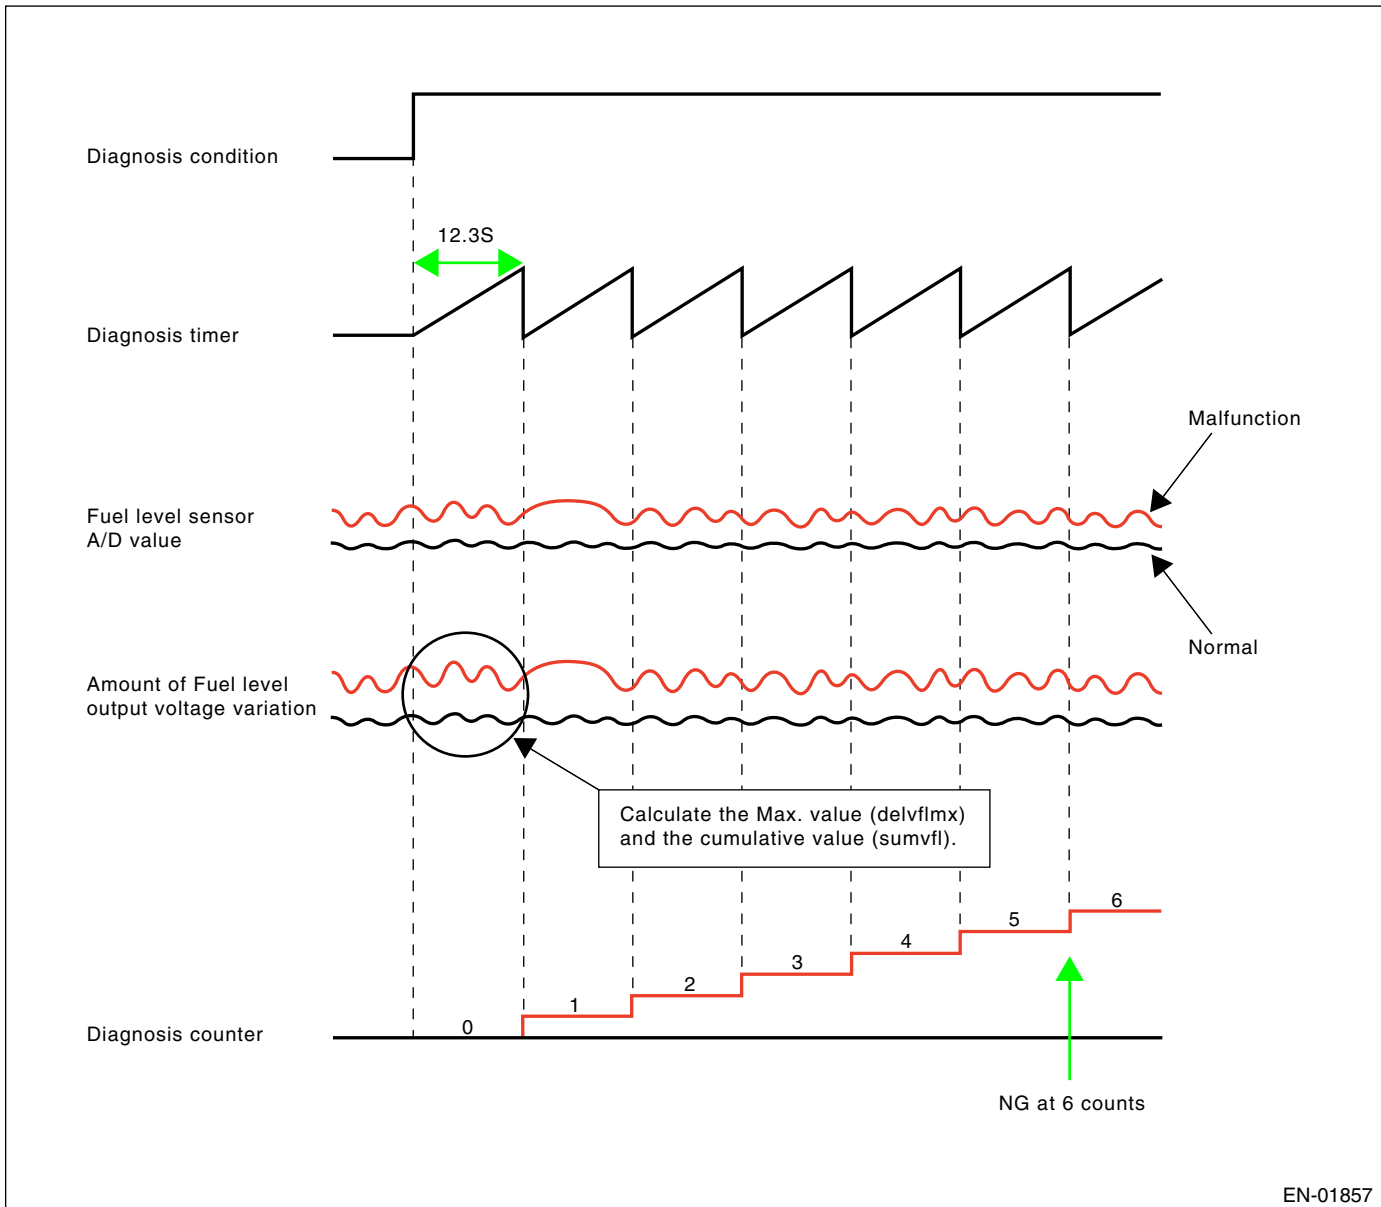 Diagnosis condition
12.3S
Diagnosis timer
Malfunction
Fuel level sensor
A/D value
Normal
Amount of Fuel level
output voltage variation
Calculate the Max. value (delvflmx)
and the cumulative value (sumvfl).
6
5
4
3
2
1
0
Diagnosis counter
NG at 6 counts
EN-01857